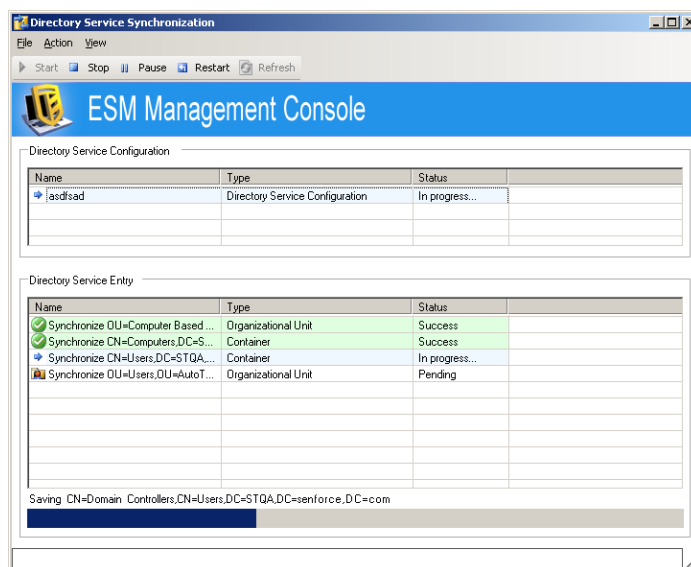 Directory Service Synchronization
File Action View
Start Stop Pause Restart Refresh
ESM Management Console
Directory Service Configuration
Name Type Status
asdfsad Directory Service Configuration In progress...
Directory Service Entry
Name Type Status
Synchronize OU=Computer Based ... Organizational Unit Success
Synchronize CN=Computers,DC=S... Container Success
Synchronize CN=Users,DC=STQA,... Container In progress...
Synchronize OU=Users,OU=AutoT... Organizational Unit Pending
Saving CN=Domain Controllers,CN=Users,DC=STQA,DC=senforce,DC=com